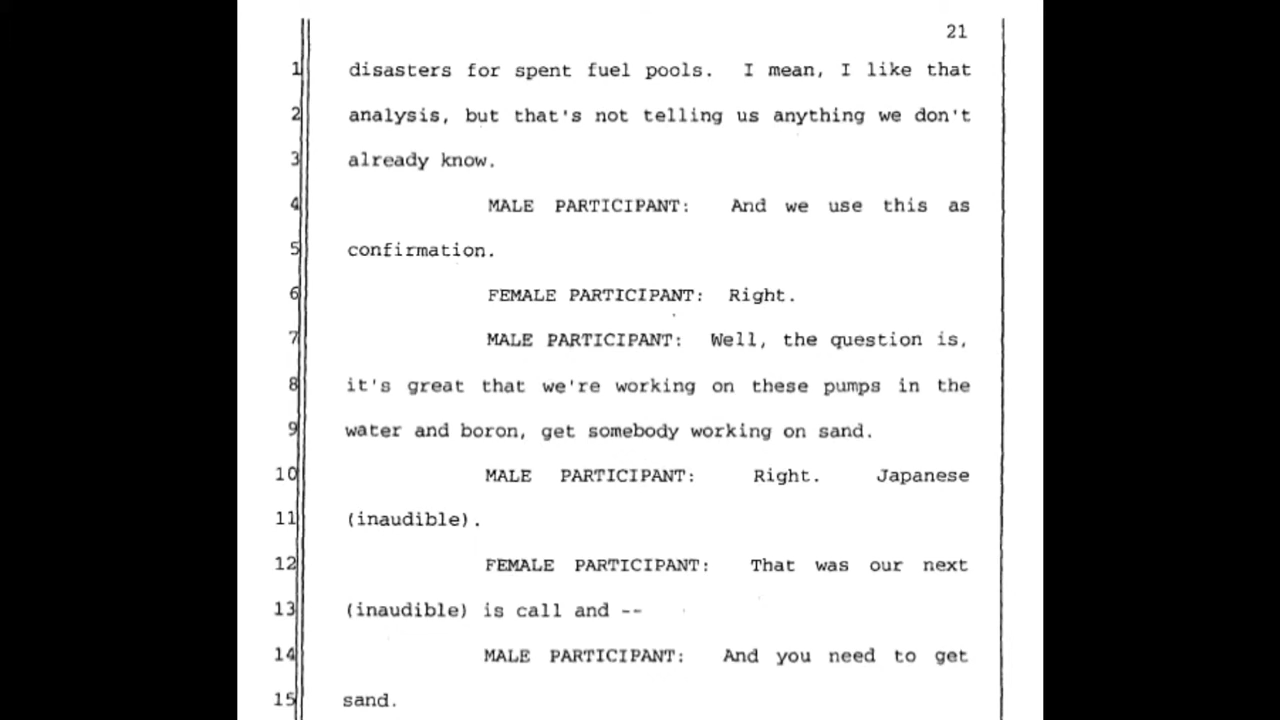 21
1 disasters for spent fuel pools. I mean, I like that
2 analysis, but that's not telling us anything we don't
3 already know.
4 MALE PARTICIPANT: And we use this as
5 confirmation.
6 FEMALE PARTICIPANT: Right.
7 MALE PARTICIPANT: Well, the question is,
8 it's great that we're working on these pumps in the
9 water and boron, get somebody working on sand.
10 MALE PARTICIPANT: Right. Japanese
11 (inaudible).
12 FEMALE PARTICIPANT: That was our next
13 (inaudible) is call and --
14 MALE PARTICIPANT: And you need to get
15 sand.